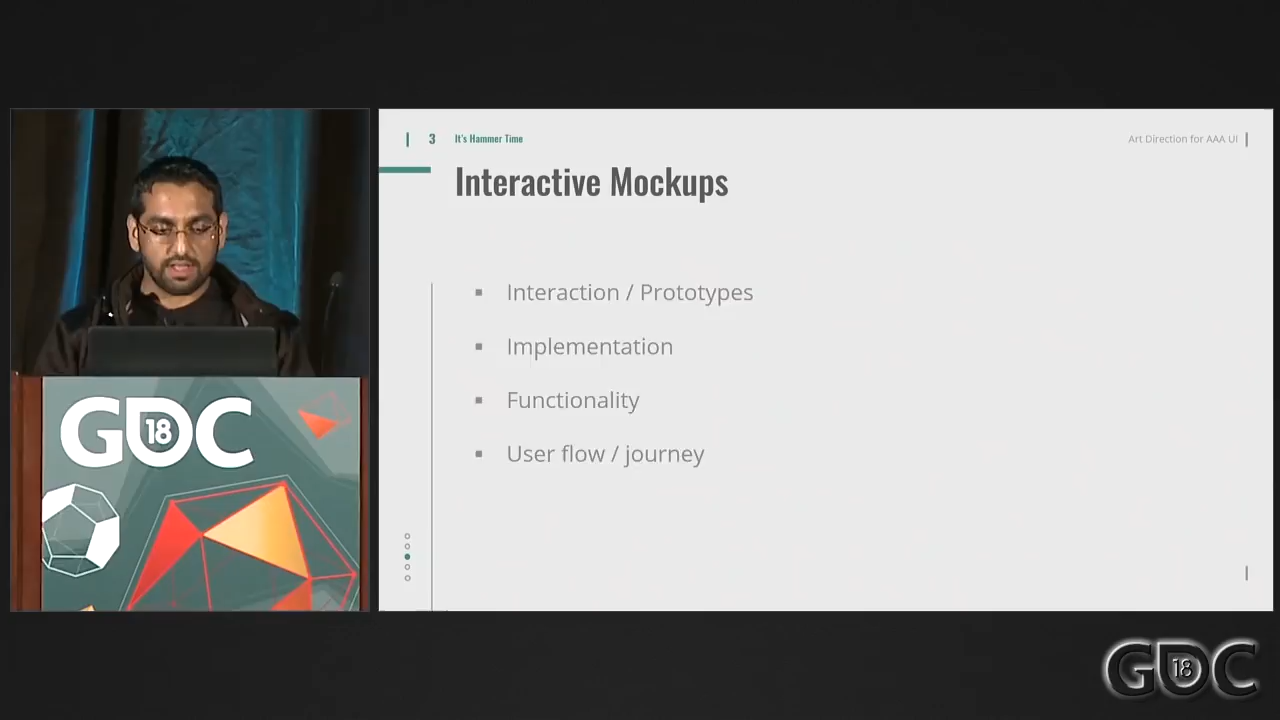 3 It's Hammer Time
Art Direction for AAA UI
Interactive Mockups
Interaction / Prototypes
Implementation
Functionality
User flow / journey
GDC 18
GDC 18